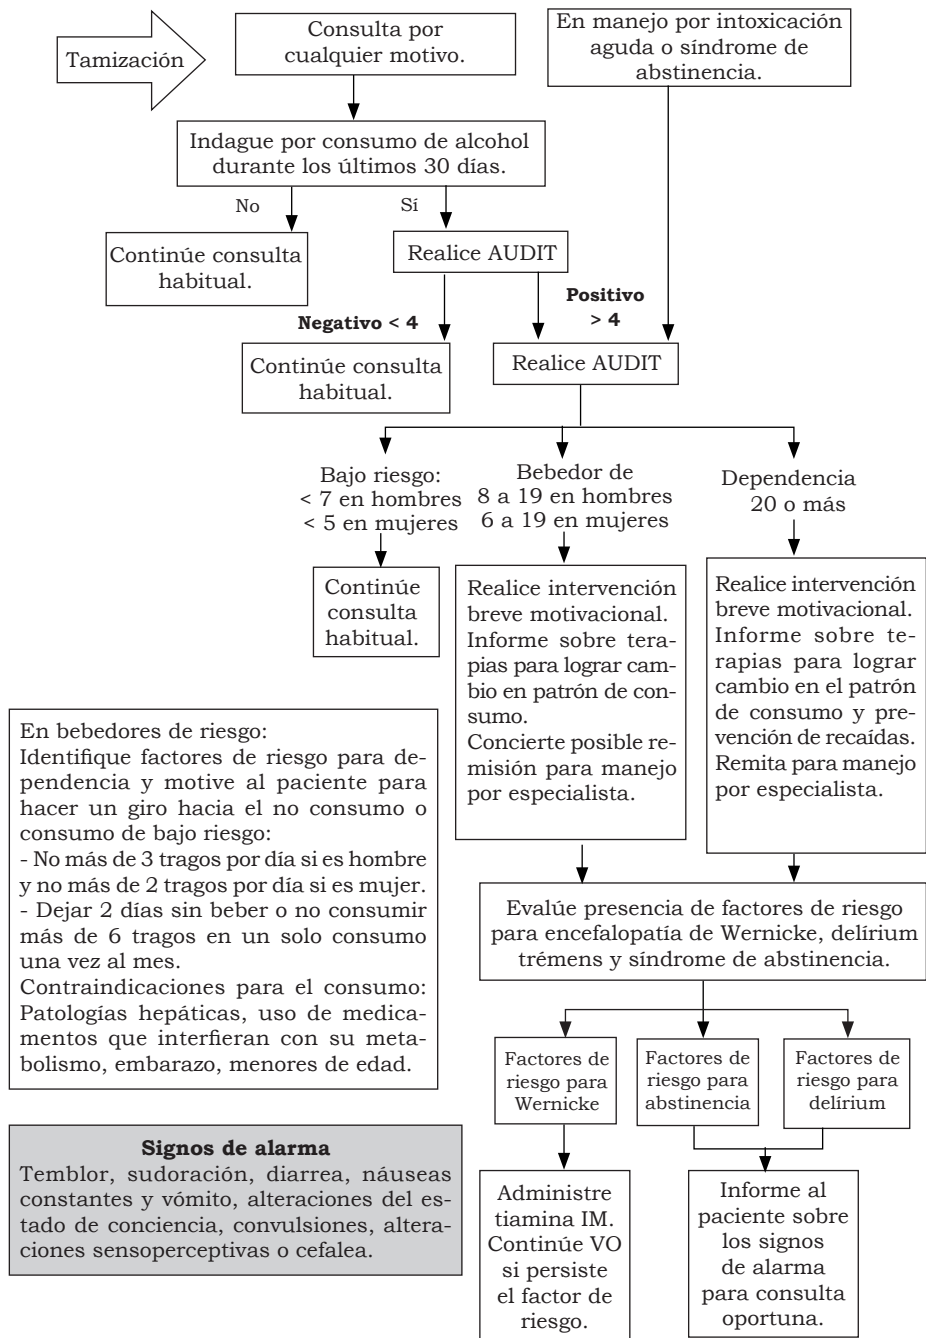 Tamización
Consulta por
cualquier motivo.
En manejo por intoxicación
aguda o síndrome de
abstinencia.
Indague por consumo de alcohol
durante los últimos 30 días.
No
Sí
Continúe consulta
habitual.
Realice AUDIT
Negativo < 4
Positivo
> 4
Continúe consulta
habitual.
Realice AUDIT
Bajo riesgo:
< 7 en hombres
< 5 en mujeres
Bebedor de
8 a 19 en hombres
6 a 19 en mujeres
Dependencia
20 o más
Continúe
consulta
habitual.
Realice intervención
breve motivacional.
Informe sobre tera-
pias para lograr cam-
bio en patrón de con-
sumo.
Concierte posible re-
misión para manejo
por especialista.
Realice intervención
breve motivacional.
Informe sobre te-
rapias para lograr
cambio en el patrón
de consumo y pre-
vención de recaídas.
Remita para manejo
por especialista.
En bebedores de riesgo:
Identifique factores de riesgo para de-
pendencia y motive al paciente para
hacer un giro hacia el no consumo o
consumo de bajo riesgo:
- No más de 3 tragos por día si es hombre
y no más de 2 tragos por día si es mujer.
- Dejar 2 días sin beber o no consumir
más de 6 tragos en un solo consumo
una vez al mes.
Contraindicaciones para el consumo:
Patologías hepáticas, uso de medica-
mentos que interfieran con su meta-
bolismo, embarazo, menores de edad.
Evalúe presencia de factores de riesgo
para encefalopatía de Wernicke, delírium
trémens y síndrome de abstinencia.
Factores de
riesgo para
Wernicke
Factores de
riesgo para
abstinencia
Factores de
riesgo para
delírium
Signos de alarma
Temblor, sudoración, diarrea, náuseas
constantes y vómito, alteraciones del es-
tado de conciencia, convulsiones, altera-
ciones sensoperceptivas o cefalea.
Administre
tiamina IM.
Continúe VO
si persiste
el factor de
riesgo.
Informe al
paciente sobre
los signos
de alarma
para consulta
oportuna.